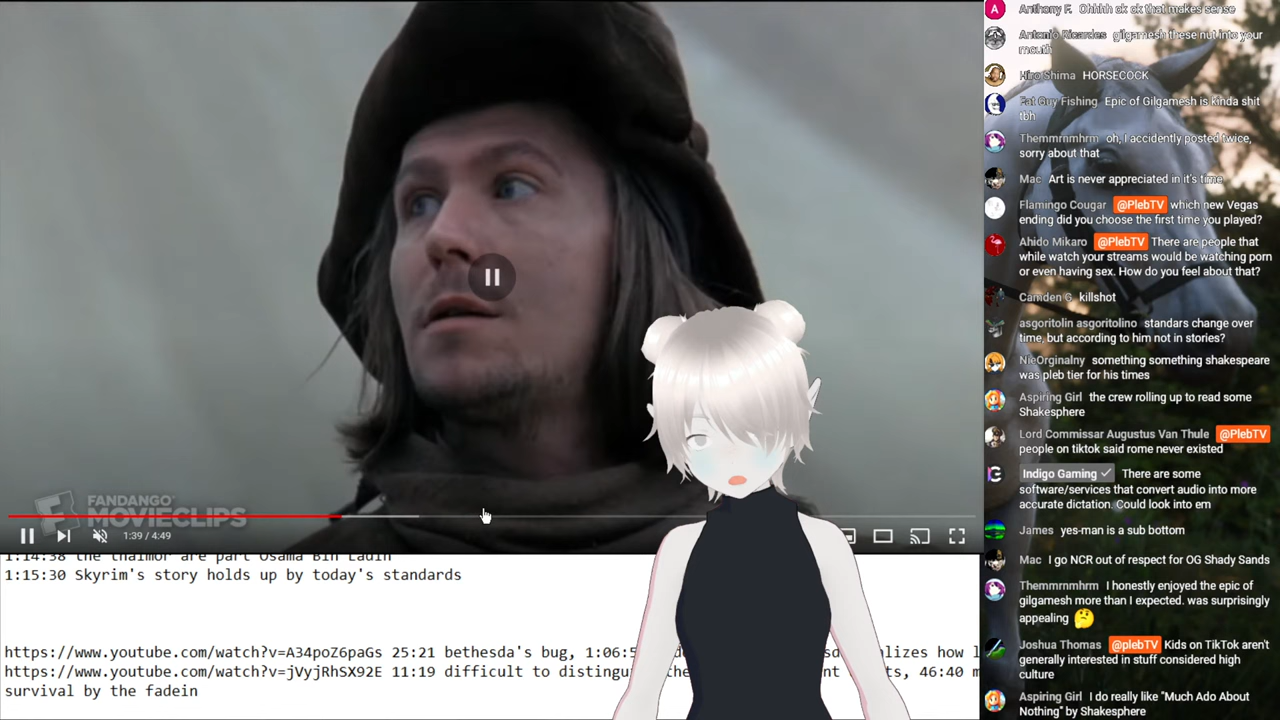 FANDANGO
MOVIECLIPS
1:39 / 4:49
1:14:38 the thalmor are part Osama Bin Ladin
1:15:30 Skyrim's story holds up by today's standards
https://www.youtube.com/watch?v=A34poZ6paGs 25:21 bethesda's bug, 1:06:5
https://www.youtube.com/watch?v=jVyjRhSX92E 11:19 difficult to distingu
survival by the fadein
Anthony F. Ohhhh ok ok that makes sense
Antonio Ricardes gilgamesh these nut into your
mouth
Hiro Shima HORSECOCK
Fat Guy Fishing Epic of Gilgamesh is kinda shit
tbh
Themmrnmhrm oh, I accidently posted twice,
sorry about that
Mac Art is never appreciated in it's time
Flamingo Cougar @PlebTV which new Vegas
ending did you choose the first time you played?
Ahido Mikaro @PlebTV There are people that
while watch your streams would be watching porn
or even having sex. How do you feel about that?
Camden G killshot
asgoritolin asgoritolino standars change over
time, but according to him not in stories?
NieOrginalny something something shakespeare
was pleb tier for his times
Aspiring Girl the crew rolling up to read some
Shakesphere
Lord Commissar Augustus Van Thule @PlebTV
people on tiktok said rome never existed
Indigo Gaming ✓ There are some
software/services that convert audio into more
accurate dictation. Could look into em
James yes-man is a sub bottom
Mac I go NCR out of respect for OG Shady Sands
Themmrnmhrm I honestly enjoyed the epic of
gilgamesh more than I expected. was surprisingly
appealing 🤔
Joshua Thomas @plebTV Kids on TikTok aren't
generally interested in stuff considered high
culture
Aspiring Girl I do really like "Much Ado About
Nothing" by Shakesphere